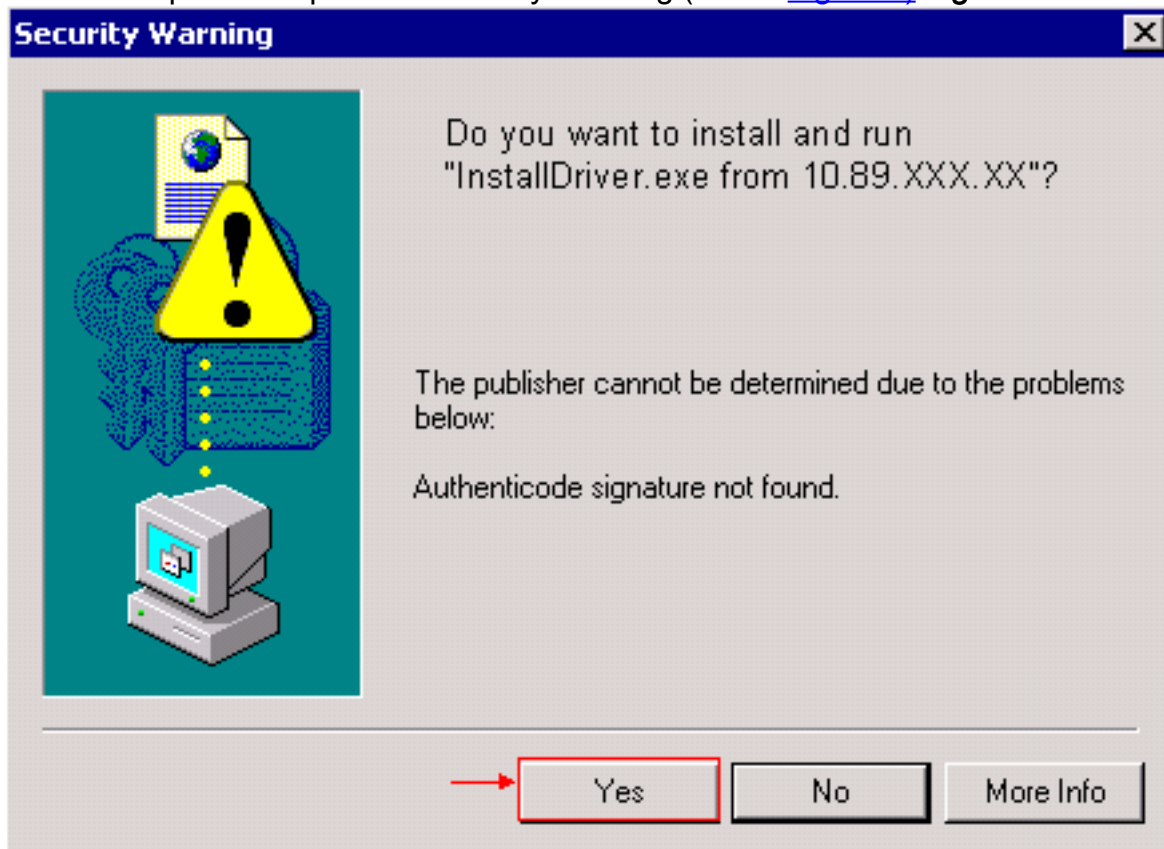 Security Warning
Do you want to install and run
"InstallDriver.exe from 10.89.XXX.XX"?
The publisher cannot be determined due to the problems
below:
Authenticode signature not found.
Yes
No
More Info